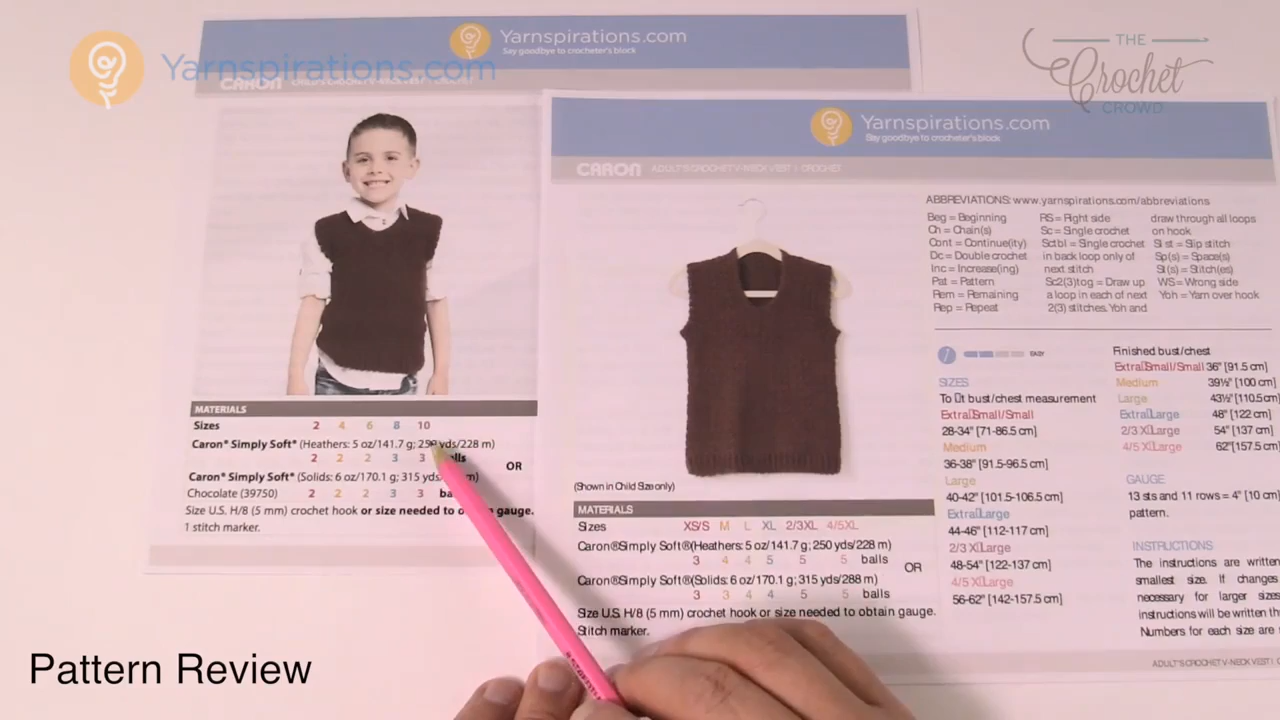 Yarnspirations.com
Say goodbye to crocheter's block
Yarnspirations.com
THE
Crochet
CROWD
CARON
Yarnspirations.com
Say goodbye to crocheter's block
CARON ADULT'S CROCHET V-NECK VEST | CROCHET
MATERIALS
Sizes 2 4 6 8 10
Caron® Simply Soft® (Heathers: 5 oz/141.7 g; 250 yds/228 m)
2 2 2 3 3
OR
Caron® Simply Soft® (Solids: 6 oz/170.1 g; 315 yds
Chocolate (39750) 2 2 2 3 3
Size U.S. H/8 (5 mm) crochet hook or size needed to gauge.
1 stitch marker.
(Shown in Child Size only)
MATERIALS
Sizes XS/S M L XL 2/3XL 4/5XL
Caron®Simply Soft®(Heathers: 5 oz/141.7 g; 250 yds/228 m)
3 4 4 5 5 5 balls
OR
Caron®Simply Soft®(Solids: 6 oz/170.1 g; 315 yds/288 m)
3 3 4 4 5 5 balls
Size U.S. H/8 (5 mm) crochet hook or size needed to obtain gauge.
Stitch marker.
ABBREVIATIONS: www.yarnspirations.com/abbreviations
Beg = Beginning
Ch = Chain(s)
Cont = Continue(ity)
Dc = Double crochet
Inc = Increase(ing)
Pat = Pattern
Rem = Remaining
Rep = Repeat
RS = Right side
Sc = Single crochet
Sctbl = Single crochet
in back loop only of
next stitch
Sc2(3)tog = Draw up
a loop in each of next
2(3) stitches. Yoh and
draw through all loops
on hook
Sl st = Slip stitch
Sp(s) = Space(s)
St(s) = Stitch(es)
WS = Wrong side
Yoh = Yarn over hook
EASY
SIZES
To fit bust/chest measurement
Extra Small/Small
28-34" [71-86.5 cm]
Medium
36-38" [91.5-96.5 cm]
Large
40-42" [101.5-106.5 cm]
Extra Large
44-46" [112-117 cm]
2/3 X Large
48-54" [122-137 cm]
4/5 X Large
56-62" [142-157.5 cm]
Finished bust/chest
Extra Small/Small 36" [91.5 cm]
Medium 39½" [100 cm]
Large 43½" [110.5
Extra Large 48" [122 cm]
2/3 X Large 54" [137 cm]
4/5 X Large 62"[157.5 cm]
GAUGE
13 sts and 11 rows = 4" [10 cm]
pattern.
INSTRUCTIONS
The instructions are written
smallest size. If changes
necessary for larger sizes
instructions will be written
Numbers for each size are
ADULT'S CROCHET V-NECK VEST |
Pattern Review